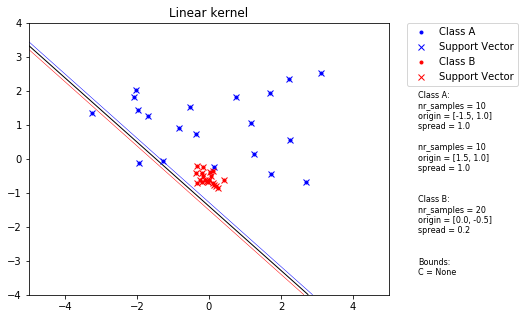 Linear kernel
4
3
2
1
0
−1
−2
−3
−4
−4
−2
0
2
4
Class A
Support Vector
Class B
Support Vector
Class A:
nr_samples = 10
origin = [-1.5, 1.0]
spread = 1.0
nr_samples = 10
origin = [1.5, 1.0]
spread = 1.0
Class B:
nr_samples = 20
origin = [0.0, -0.5]
spread = 0.2
Bounds:
C = None